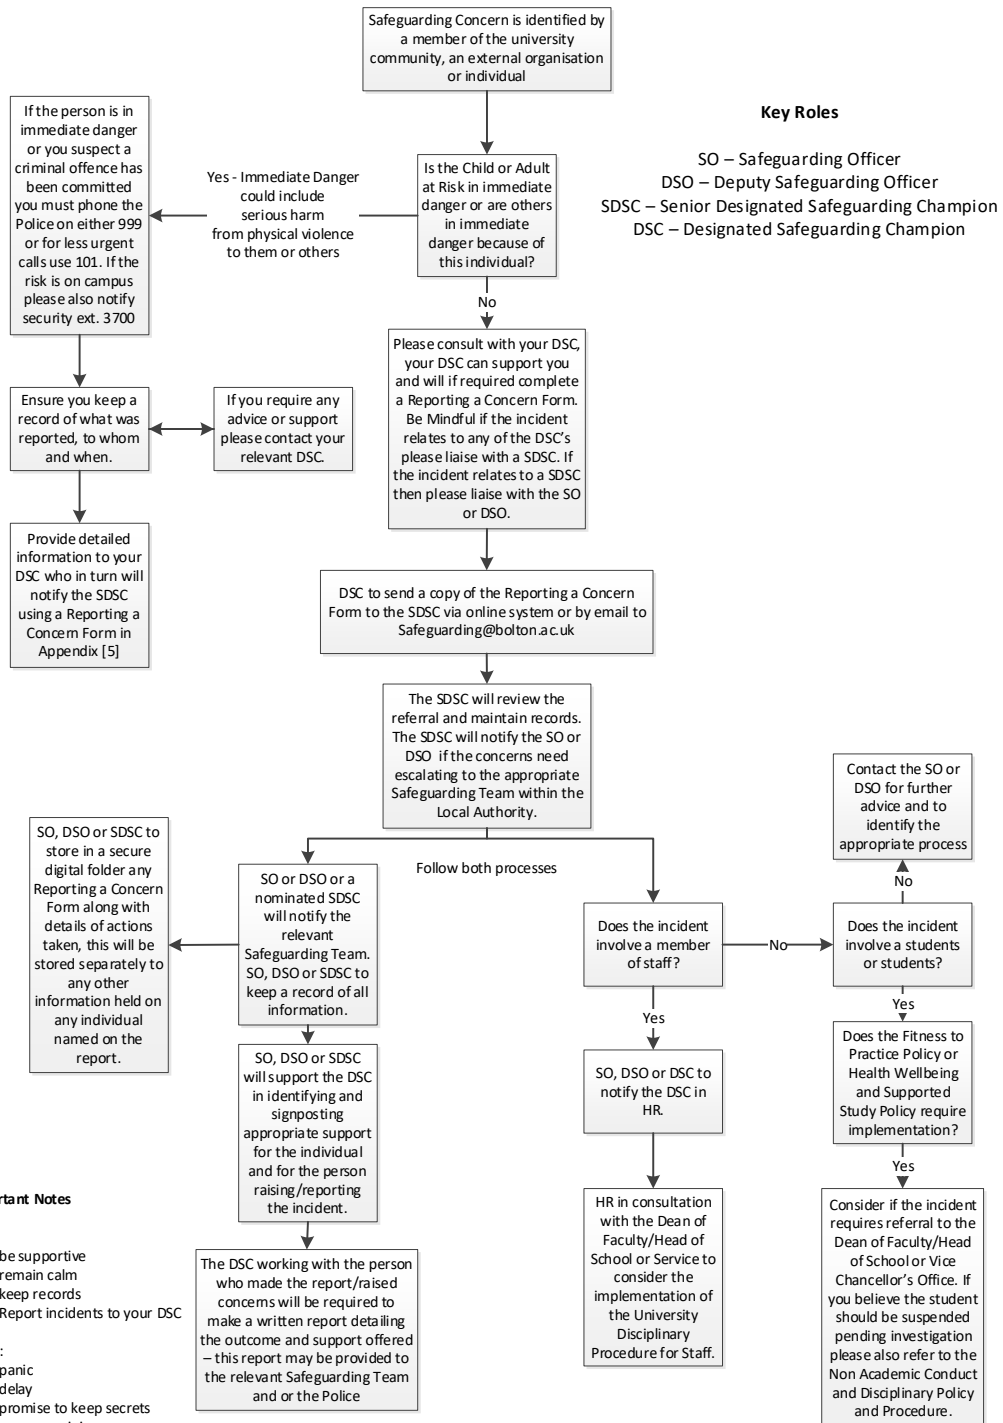 Safeguarding Concern is identified by
a member of the university
community, an external organisation
or individual
If the person is in
immediate danger
or you suspect a
criminal offence has
been committed
you must phone the
Police on either 999
or for less urgent
calls use 101. If the
risk is on campus
please also notify
security ext. 3700
Yes - Immediate Danger
could include
serious harm
from physical violence
to them or others
Is the Child or Adult
at Risk in immediate
danger or are others
in immediate
danger because of
this individual?
Key Roles
SO – Safeguarding Officer
DSO – Deputy Safeguarding Officer
SDSC – Senior Designated Safeguarding Champion
DSC – Designated Safeguarding Champion
No
Please consult with your DSC,
your DSC can support you
and will if required complete
a Reporting a Concern Form.
Be Mindful if the incident
relates to any of the DSC's
please liaise with a SDSC. If
the incident relates to a SDSC
then please liaise with the SO
or DSO.
Ensure you keep a
record of what was
reported, to whom
and when.
If you require any
advice or support
please contact your
relevant DSC.
Provide detailed
information to your
DSC who in turn will
notify the SDSC
using a Reporting a
Concern Form in
Appendix [5]
DSC to send a copy of the Reporting a Concern
Form to the SDSC via online system or by email to
Safeguarding@bolton.ac.uk
The SDSC will review the
referral and maintain records.
The SDSC will notify the SO or
DSO if the concerns need
escalating to the appropriate
Safeguarding Team within the
Local Authority.
Follow both processes
SO, DSO or SDSC to
store in a secure
digital folder any
Reporting a Concern
Form along with
details of actions
taken, this will be
stored separately to
any other
information held on
any individual
named on the
report.
SO or DSO or a
nominated SDSC
will notify the
relevant
Safeguarding Team.
SO, DSO or SDSC to
keep a record of all
information.
SO, DSO or SDSC
will support the DSC
in identifying and
signposting
appropriate support
for the individual
and for the person
raising/reporting
the incident.
The DSC working with the person
who made the report/raised
concerns will be required to
make a written report detailing
the outcome and support offered
– this report may be provided to
the relevant Safeguarding Team
and or the Police
Does the incident
involve a member
of staff?
No
Yes
SO, DSO or DSC to
notify the DSC in
HR.
HR in consultation
with the Dean of
Faculty/Head of
School or Service to
consider the
implementation of
the University
Disciplinary
Procedure for Staff.
Contact the SO or
DSO for further
advice and to
identify the
appropriate process
No
Does the incident
involve a students
or students?
Yes
Does the Fitness to
Practice Policy or
Health Wellbeing
and Supported
Study Policy require
implementation?
Yes
Consider if the incident
requires referral to the
Dean of Faculty/Head
of School or Vice
Chancellor's Office. If
you believe the student
should be suspended
pending investigation
please also refer to the
Non Academic Conduct
and Disciplinary Policy
and Procedure.
rtant Notes
be supportive
remain calm
keep records
Report incidents to your DSC
:
panic
delay
promise to keep secrets